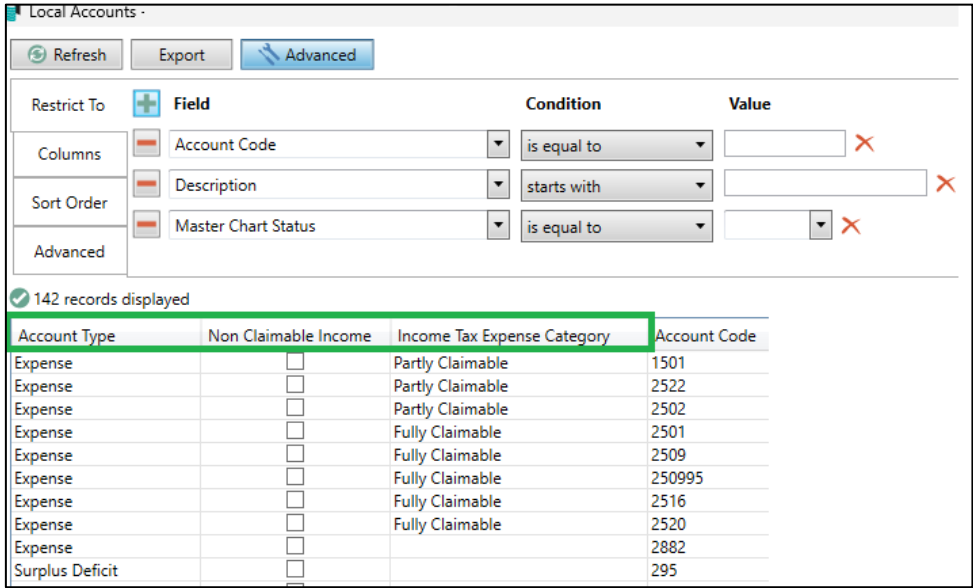 Local Accounts -
Refresh Export Advanced
Restrict To Field Condition Value
Account Code is equal to
Columns
Description starts with
Sort Order
Master Chart Status is equal to
Advanced
142 records displayed
Account Type Non Claimable Income Income Tax Expense Category Account Code
Expense Partly Claimable 1501
Expense Partly Claimable 2522
Expense Partly Claimable 2502
Expense Fully Claimable 2501
Expense Fully Claimable 2509
Expense Fully Claimable 250995
Expense Fully Claimable 2516
Expense Fully Claimable 2520
Expense 2882
Surplus Deficit 295